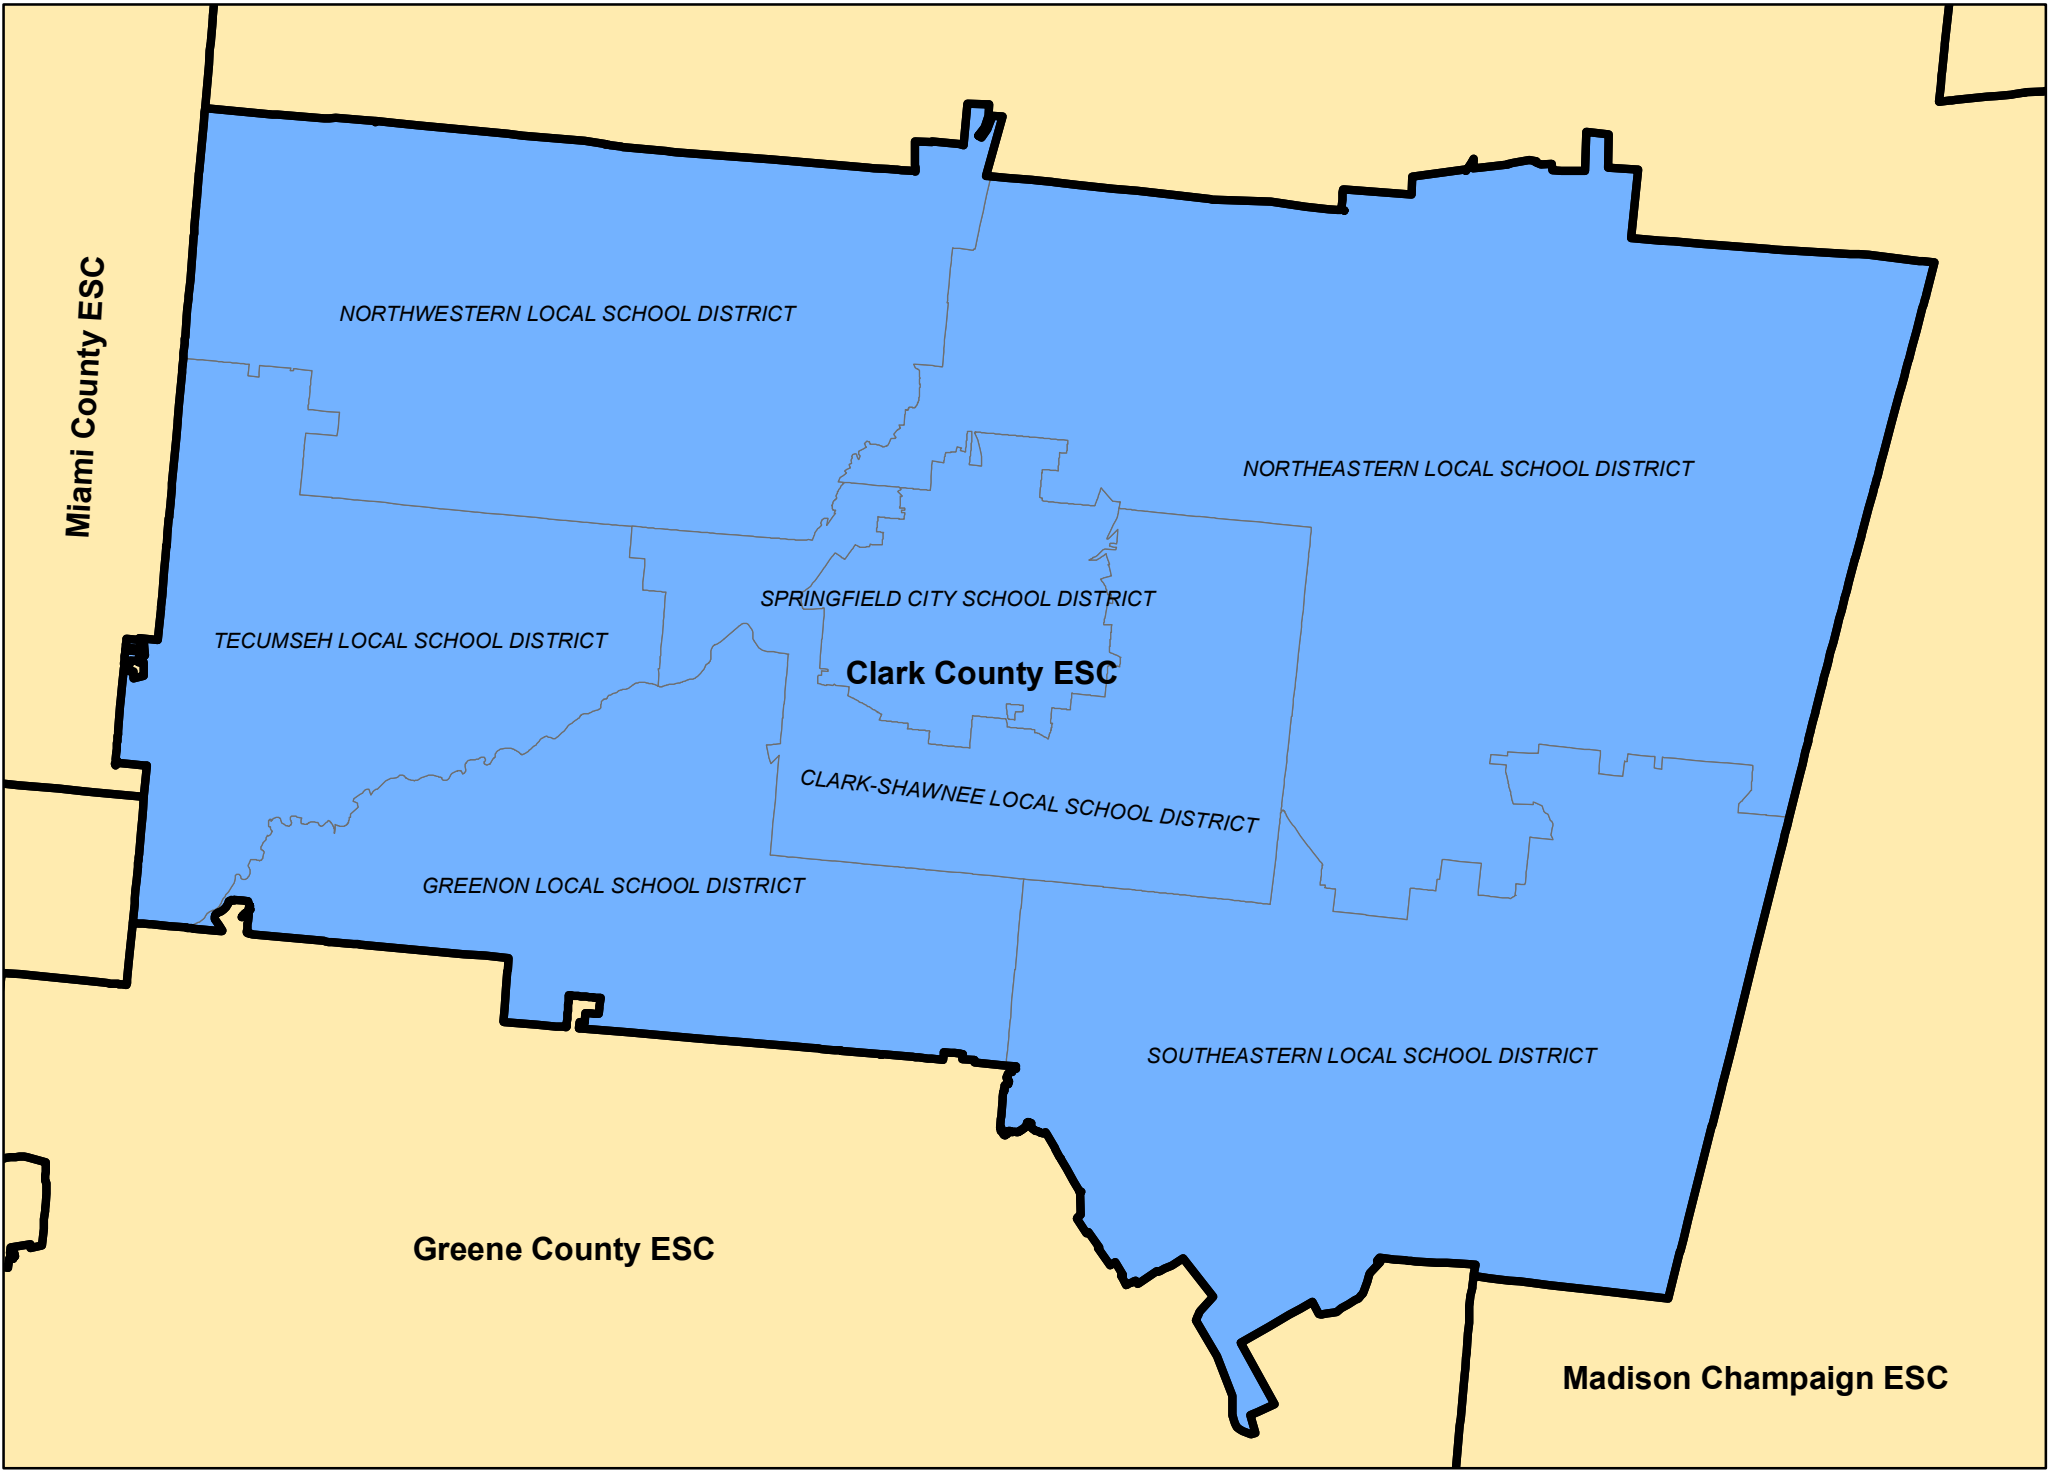 NORTHWESTERN LOCAL SCHOOL DISTRICT
Miami County ESC
NORTHEASTERN LOCAL SCHOOL DISTRICT
SPRINGFIELD CITY SCHOOL DISTRICT
TECUMSEH LOCAL SCHOOL DISTRICT
Clark County ESC
CLARK-SHAWNEE LOCAL SCHOOL DISTRICT
GREENON LOCAL SCHOOL DISTRICT
SOUTHEASTERN LOCAL SCHOOL DISTRICT
Greene County ESC
Madison Champaign ESC